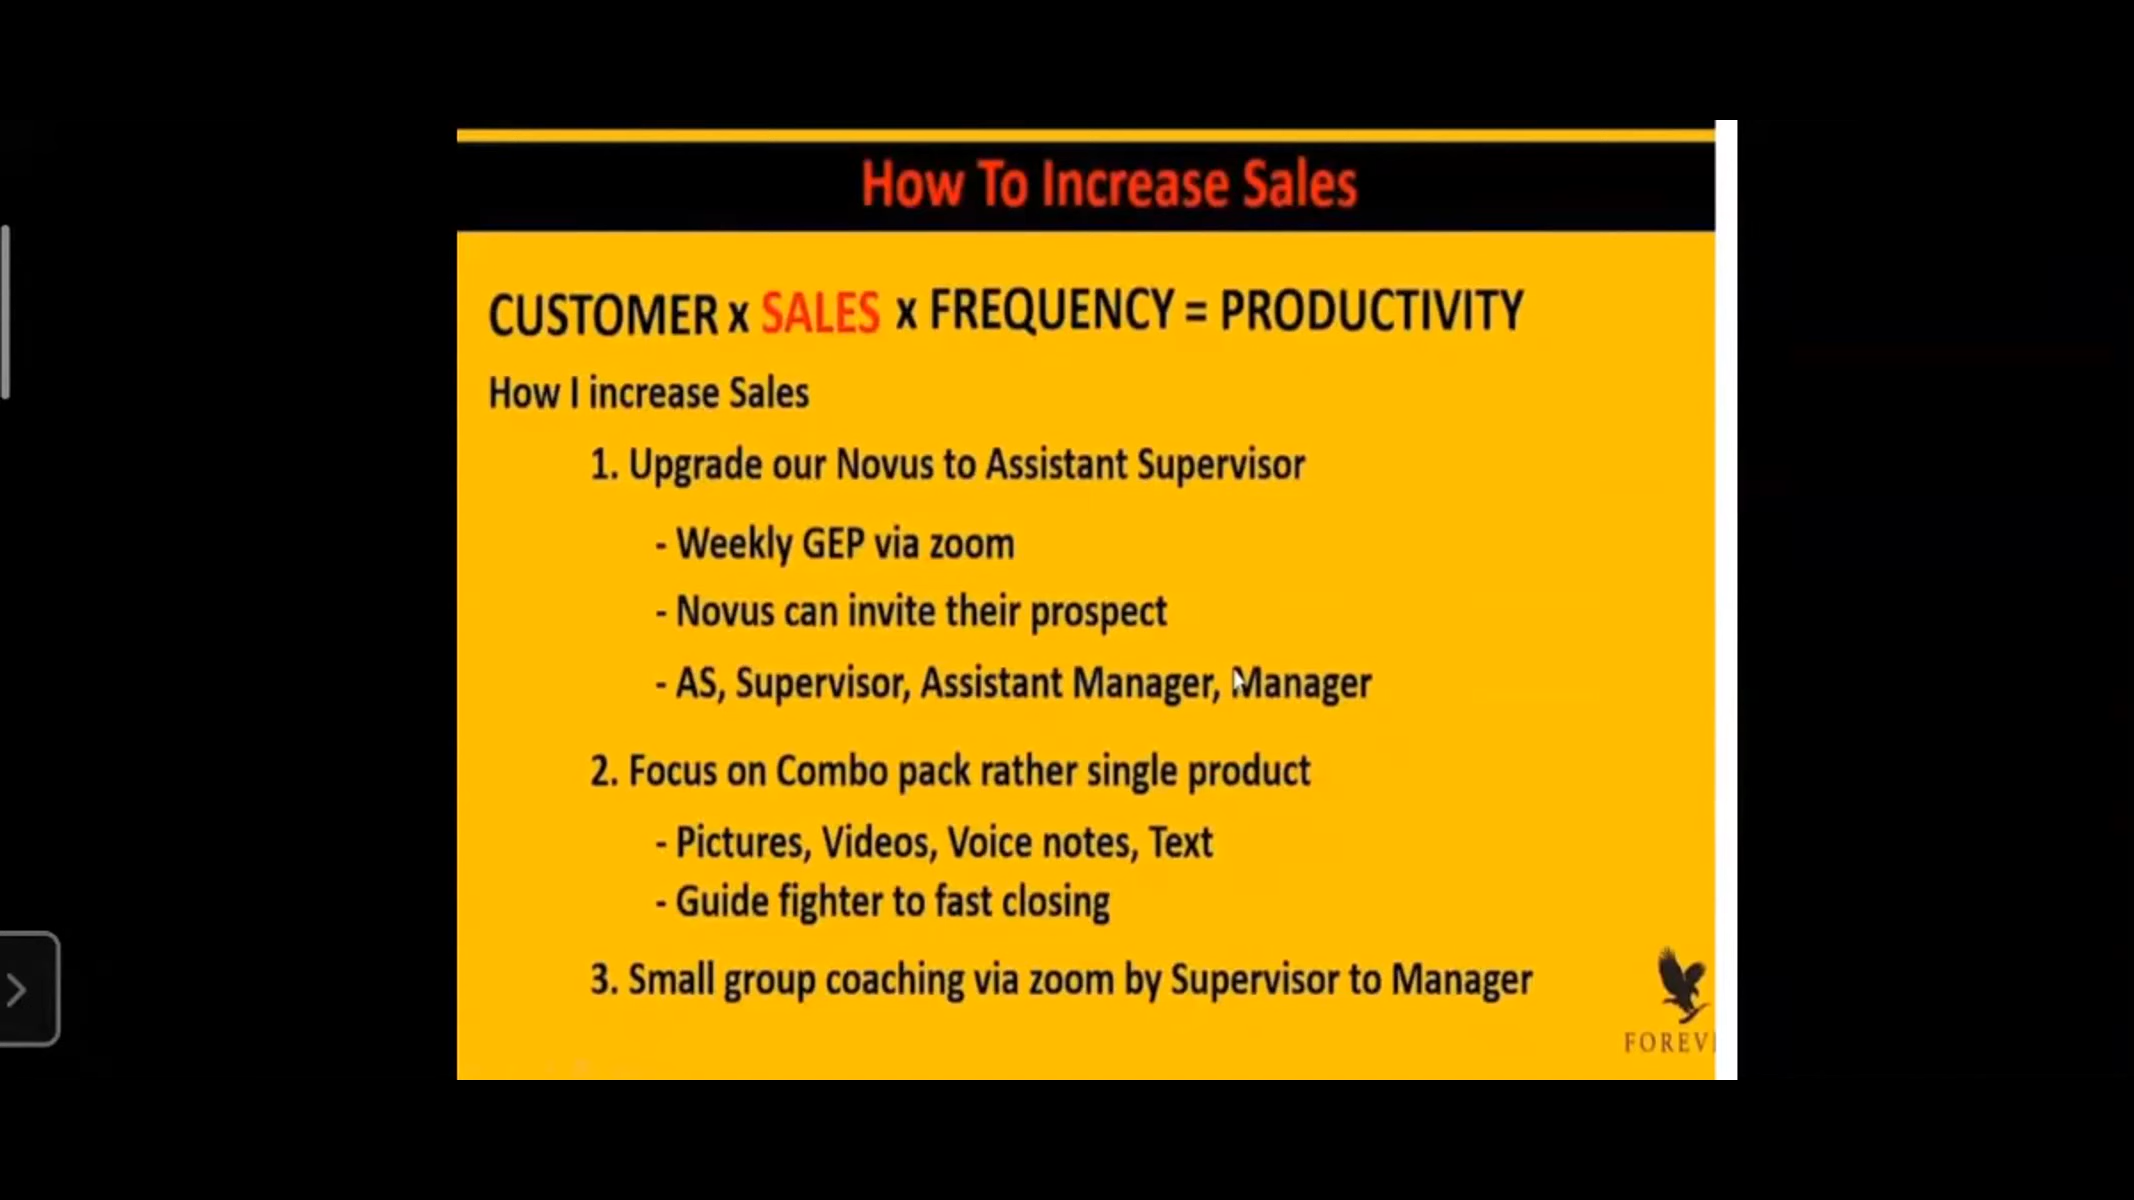 How To Increase Sales
CUSTOMER x SALES x FREQUENCY = PRODUCTIVITY
How I increase Sales
1. Upgrade our Novus to Assistant Supervisor
- Weekly GEP via zoom
- Novus can invite their prospect
- AS, Supervisor, Assistant Manager, Manager
2. Focus on Combo pack rather single product
- Pictures, Videos, Voice notes, Text
- Guide fighter to fast closing
3. Small group coaching via zoom by Supervisor to Manager
FOREV